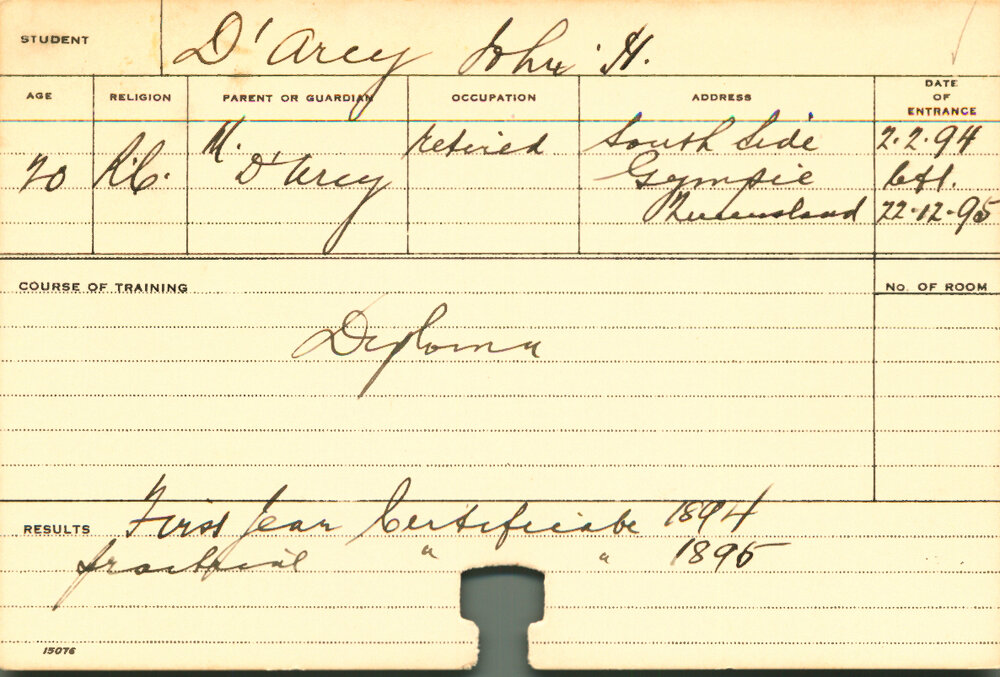 STUDENT D'Arcy John H.
AGE RELIGION PARENT OR GUARDIAN OCCUPATION ADDRESS DATE OF ENTRANCE
20 R.C. M. D'Arcy retired South Side 2.2.94
Gympie left.
Queensland 22.12.95
COURSE OF TRAINING No. OF ROOM
Diploma
RESULTS First Year Certificate 1894
Practical " " 1895
15076